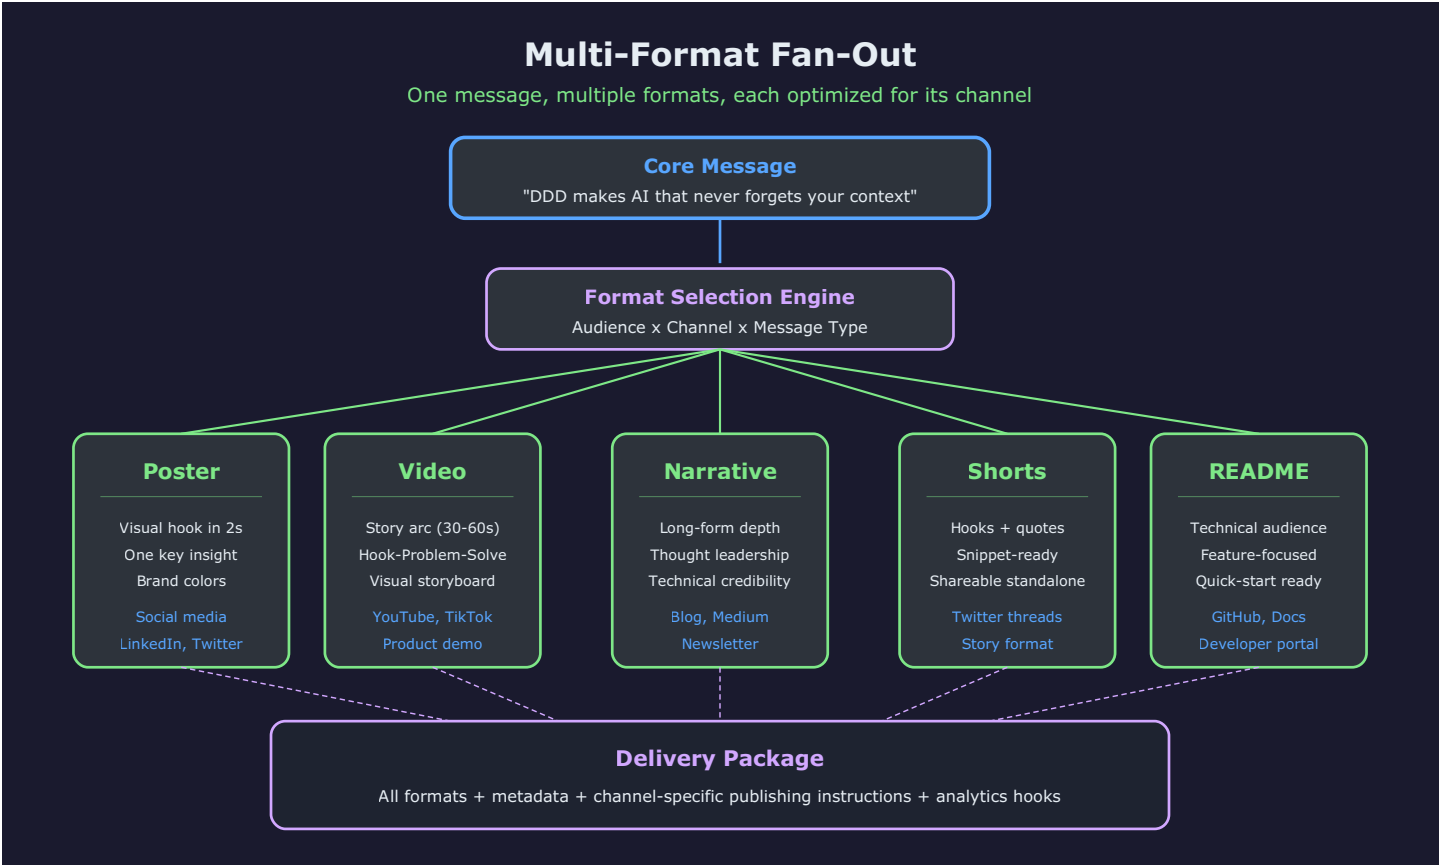 Multi-Format Fan-Out
One message, multiple formats, each optimized for its channel
Core Message
"DDD makes AI that never forgets your context"
Format Selection Engine
Audience x Channel x Message Type
Poster
Visual hook in 2s
One key insight
Brand colors
Social media
LinkedIn, Twitter
Video
Story arc (30-60s)
Hook-Problem-Solve
Visual storyboard
YouTube, TikTok
Product demo
Narrative
Long-form depth
Thought leadership
Technical credibility
Blog, Medium
Newsletter
Shorts
Hooks + quotes
Snippet-ready
Shareable standalone
Twitter threads
Story format
README
Technical audience
Feature-focused
Quick-start ready
GitHub, Docs
Developer portal
Delivery Package
All formats + metadata + channel-specific publishing instructions + analytics hooks